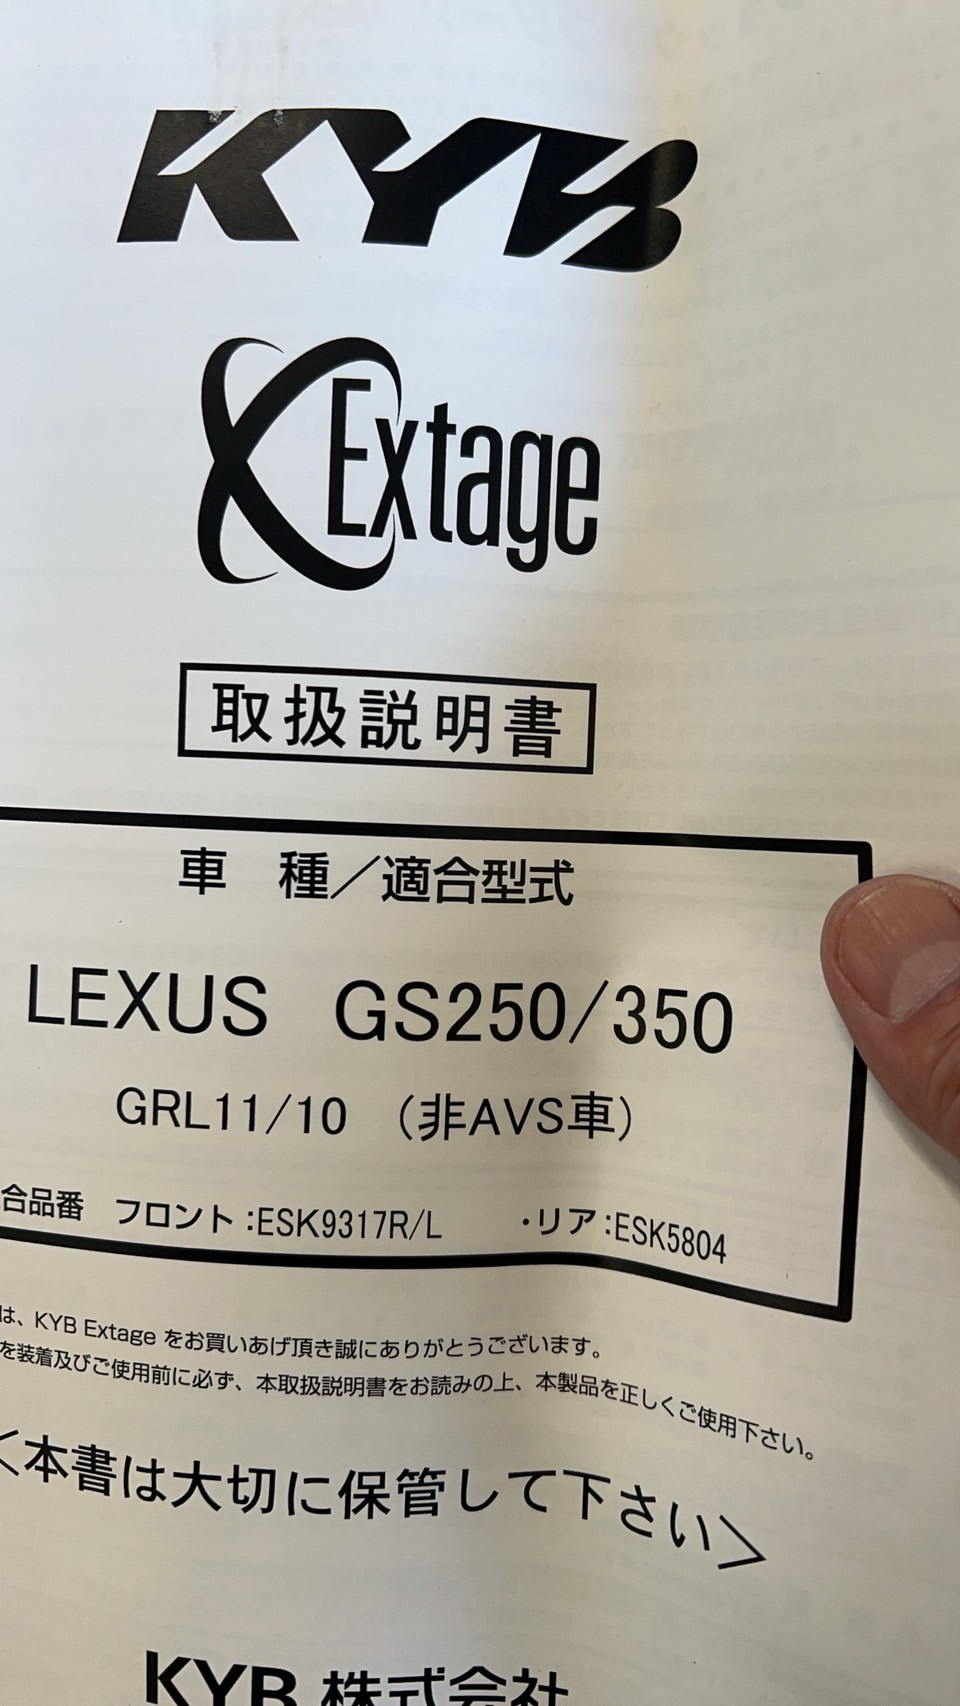 KYB
Extage
取扱説明書
車　種／適合型式
LEXUS　GS250/350
GRL11/10　（非AVS車）
合品番　フロント:ESK9317R/L　・リア:ESK5804
は、KYB Extage をお買いあげ頂き誠にありがとうございます。
を装着及びご使用前に必ず、本取扱説明書をお読みの上、本製品を正しくご使用下さい。
＜本書は大切に保管して下さい＞
KYB 株式会社